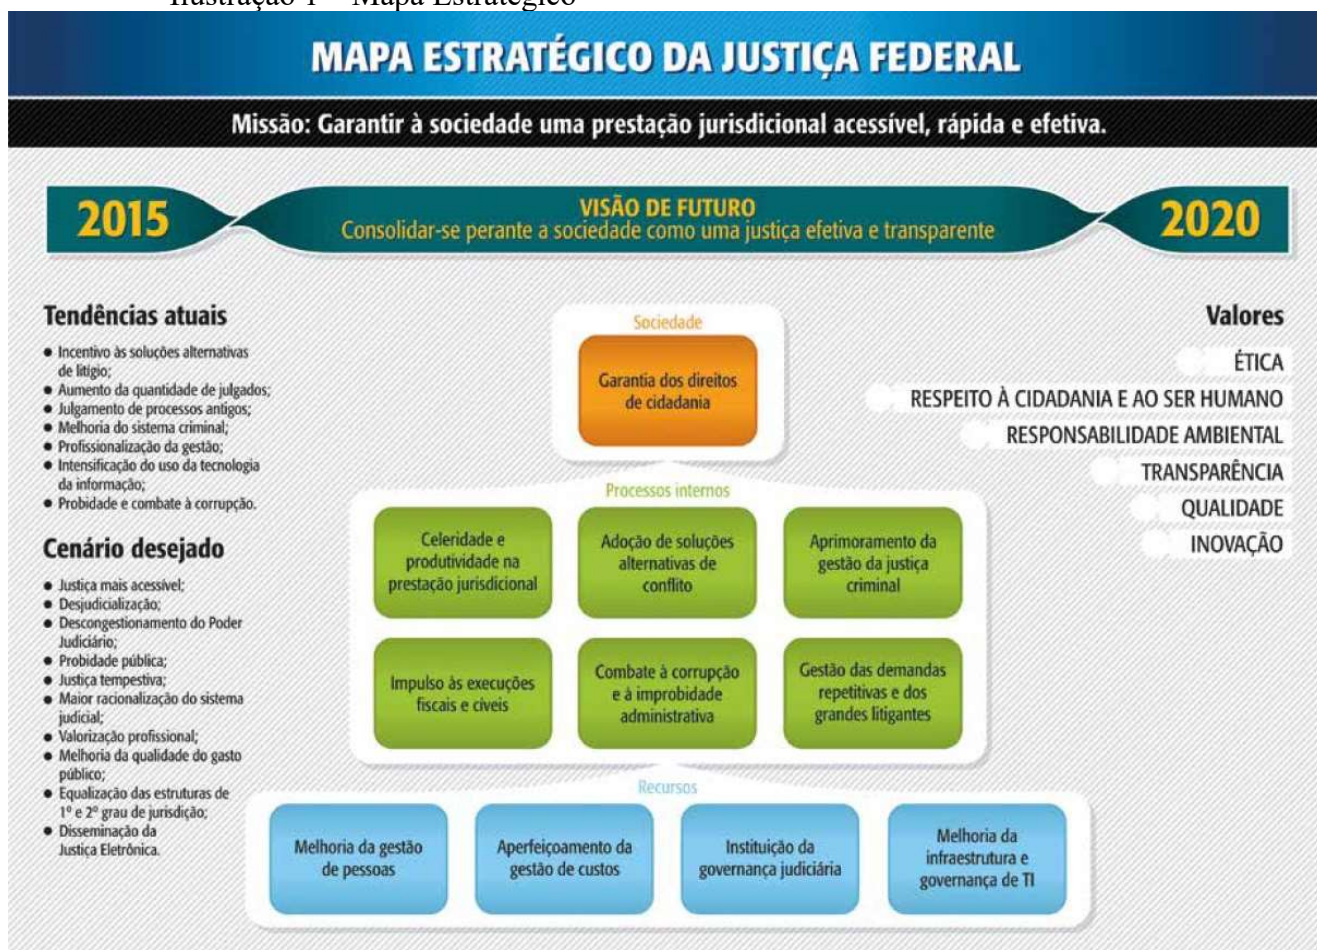 Ilustração 1 – Mapa Estratégico
MAPA ESTRATÉGICO DA JUSTIÇA FEDERAL
Missão: Garantir à sociedade uma prestação jurisdicional acessível, rápida e efetiva.
2015
VISÃO DE FUTURO
Consolidar-se perante a sociedade como uma justiça efetiva e transparente
2020
Tendências atuais
● Incentivo às soluções alternativas
de litígio;
● Aumento da quantidade de julgados;
● Julgamento de processos antigos;
● Melhoria do sistema criminal;
● Profissionalização da gestão;
● Intensificação do uso da tecnologia
da informação;
● Probidade e combate à corrupção.
Cenário desejado
● Justiça mais acessível;
● Desjudicialização;
● Descongestionamento do Poder
Judiciário;
● Probidade pública;
● Justiça tempestiva;
● Maior racionalização do sistema
judicial;
● Valorização profissional;
● Melhoria da qualidade do gasto
público;
● Equalização das estruturas de
1º e 2º grau de jurisdição;
● Disseminação da
Justiça Eletrônica.
Sociedade
Garantia dos direitos
de cidadania
Processos internos
Celeridade e
produtividade na
prestação jurisdicional
Adoção de soluções
alternativas de
conflito
Aprimoramento da
gestão da justiça
criminal
Impulso às execuções
fiscais e cíveis
Combate à corrupção
e à improbidade
administrativa
Gestão das demandas
repetitivas e dos
grandes litigantes
Recursos
Melhoria da gestão
de pessoas
Aperfeiçoamento da
gestão de custos
Instituição da
governança judiciária
Melhoria da
infraestrutura e
governança de TI
Valores
ÉTICA
RESPEITO À CIDADANIA E AO SER HUMANO
RESPONSABILIDADE AMBIENTAL
TRANSPARÊNCIA
QUALIDADE
INOVAÇÃO